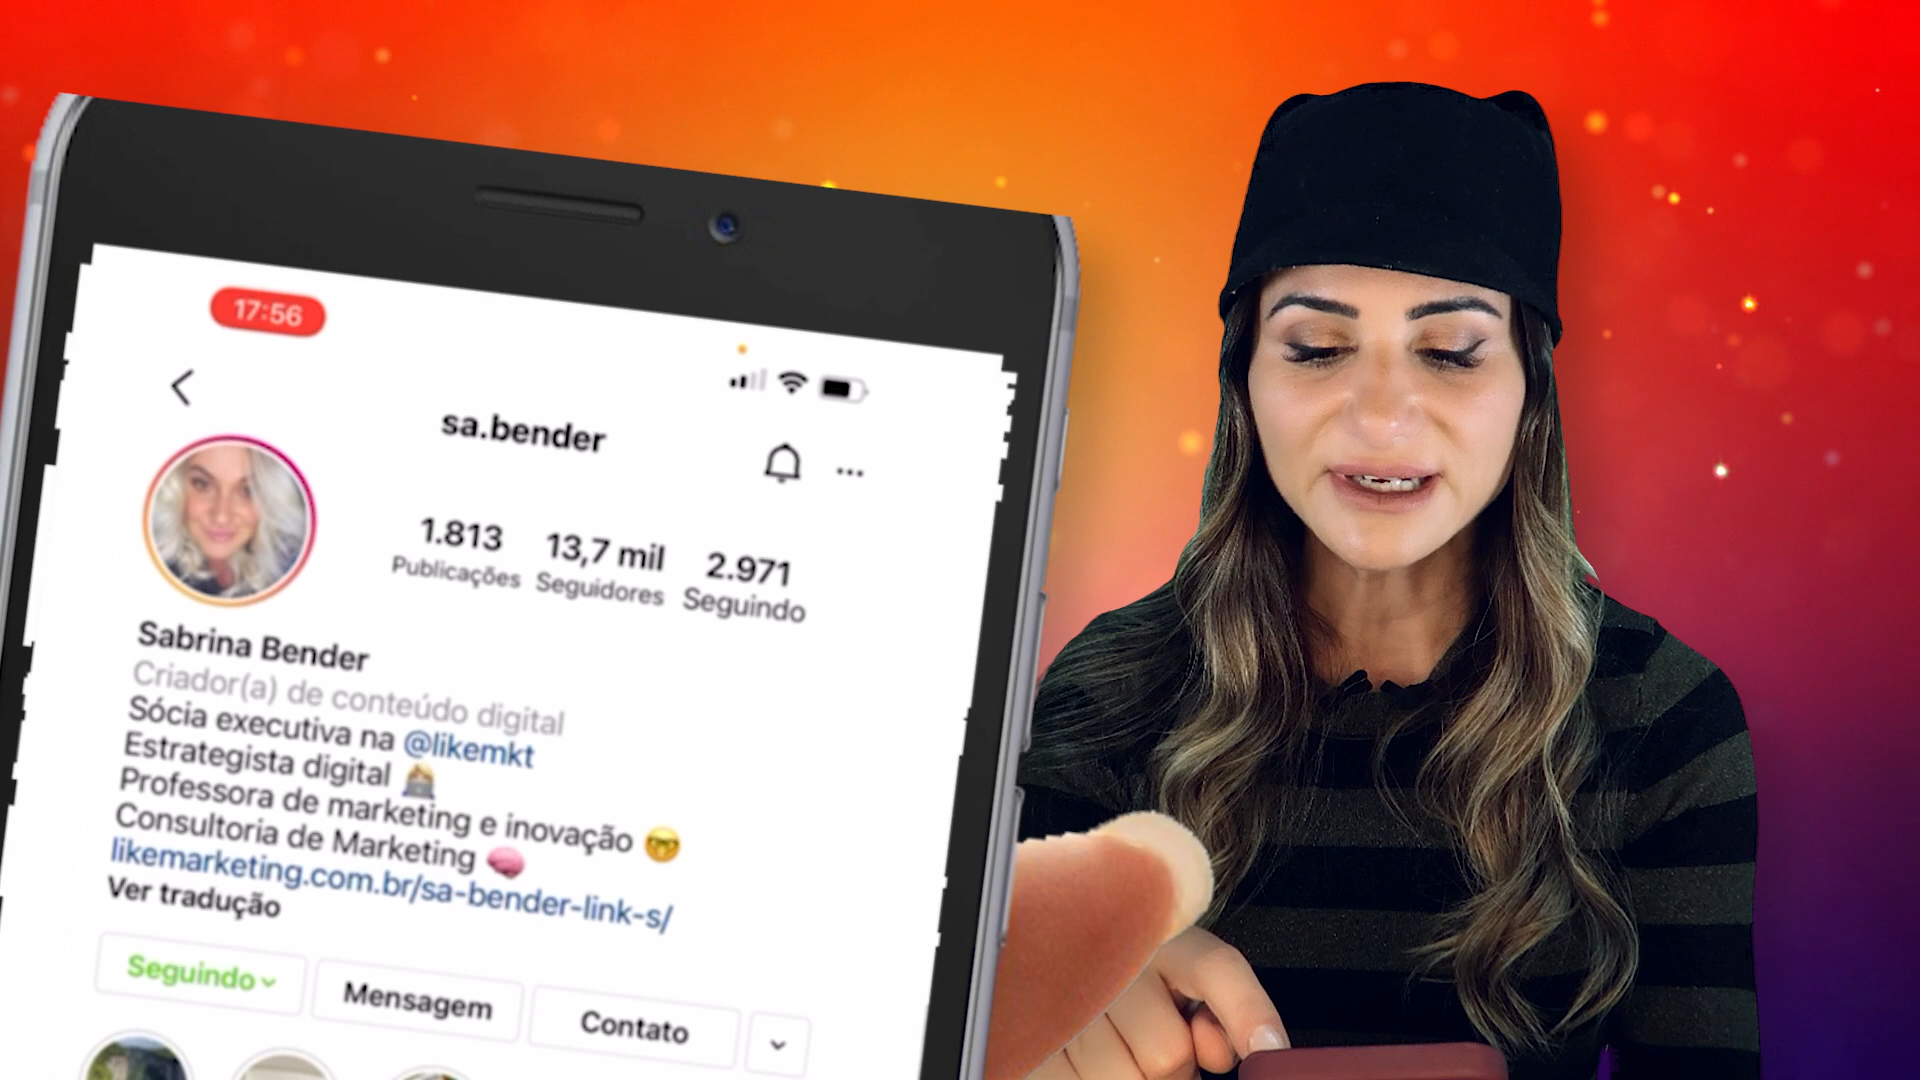 17:56
sa.bender
1.813 13,7 mil 2.971
Publicações Seguidores Seguindo
Sabrina Bender
Criador(a) de conteúdo digital
Sócia executiva na @likemkt
Estrategista digital 👩🏼‍💻
Professora de marketing e inovação 🤓
Consultoria de Marketing 🧠
likemarketing.com.br/sa-bender-link-s/
Ver tradução
Seguindo Mensagem Contato